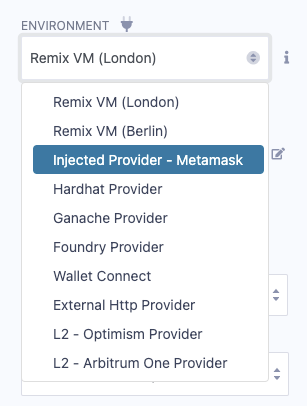 ENVIRONMENT
Remix VM (London)
Remix VM (London)
Remix VM (Berlin)
Injected Provider - Metamask
Hardhat Provider
Ganache Provider
Foundry Provider
Wallet Connect
External Http Provider
L2 - Optimism Provider
L2 - Arbitrum One Provider